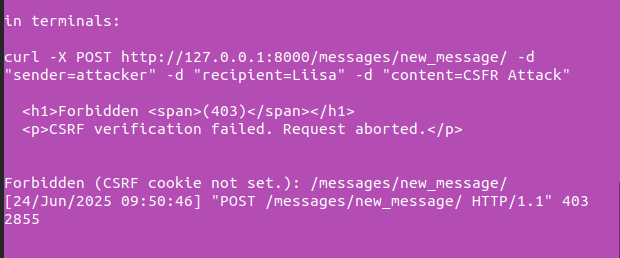 in terminals:
curl -X POST http://127.0.0.1:8000/messages/new_message/ -d
"sender=attacker" -d "recipient=Liisa" -d "content=CSFR Attack"
<h1>Forbidden <span>(403)</span></h1>
<p>CSRF verification failed. Request aborted.</p>
Forbidden (CSRF cookie not set.): /messages/new_message/
[24/Jun/2025 09:50:46] "POST /messages/new_message/ HTTP/1.1" 403
2855